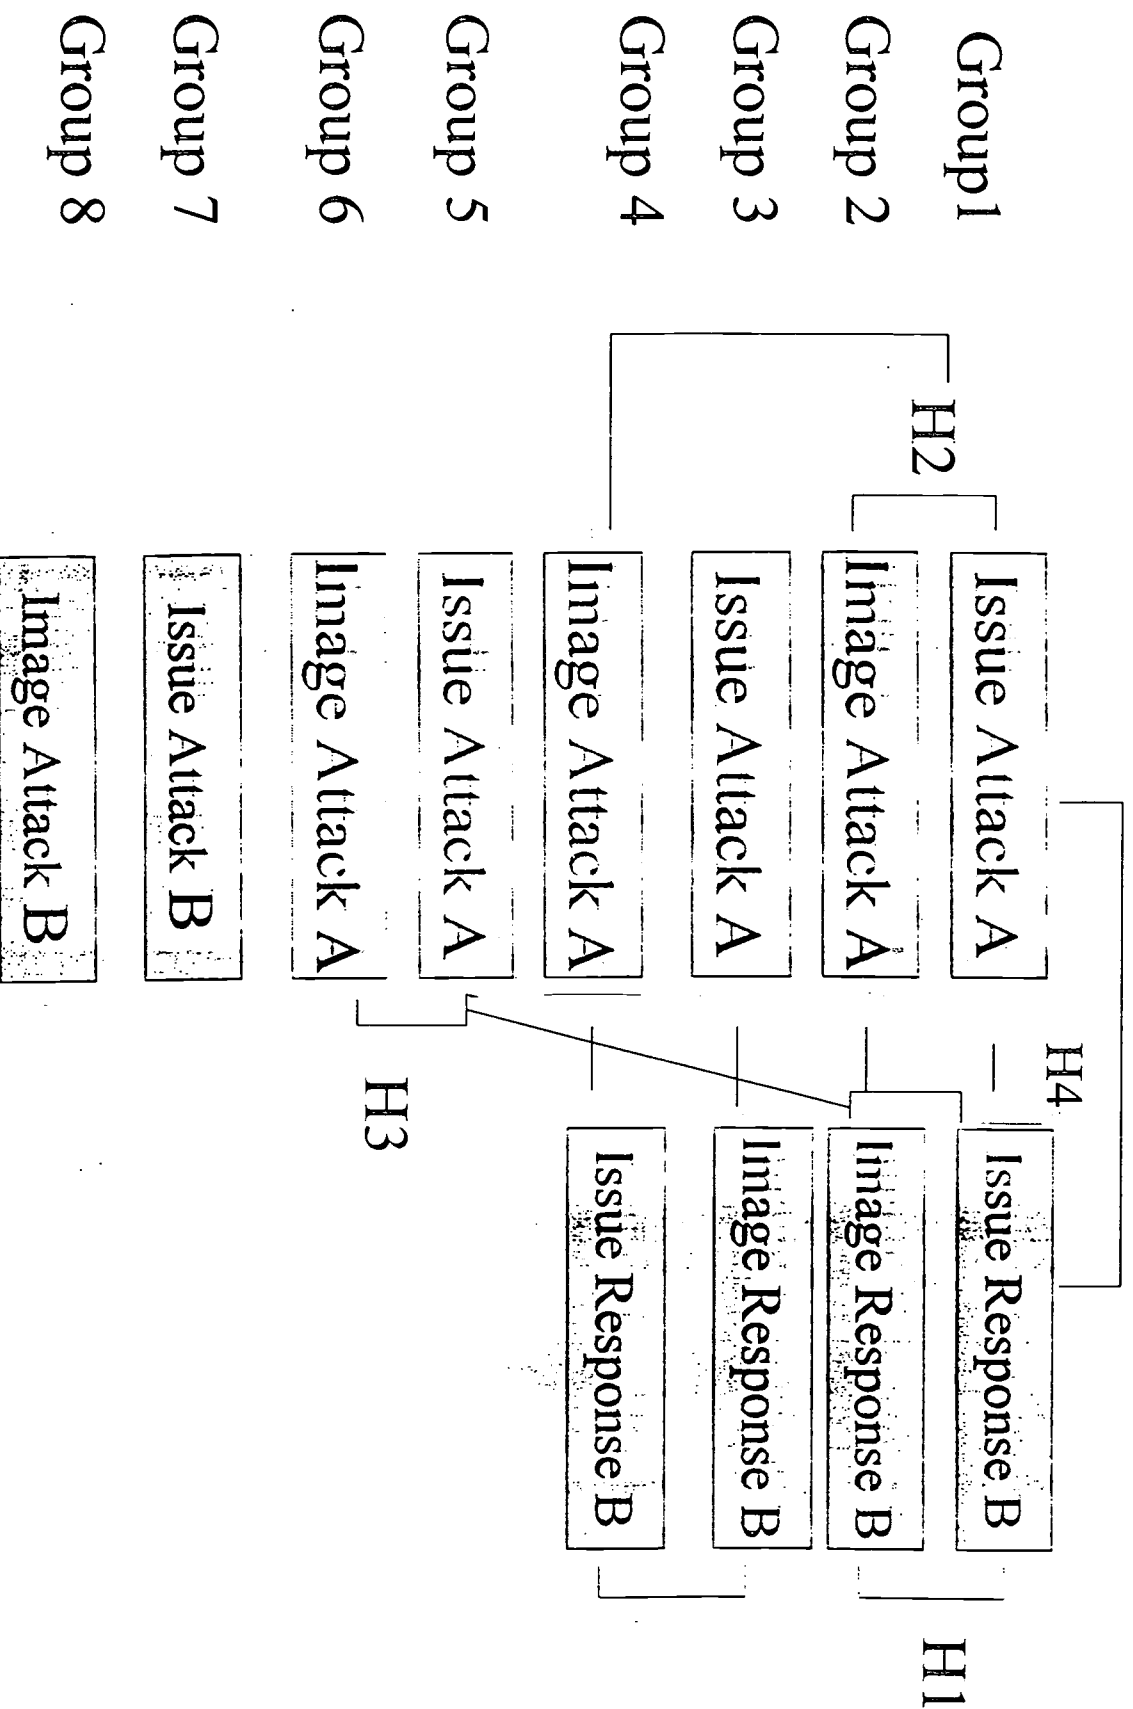 H4
Group1 Issue Attack A Issue Response B
H2 H1
Group 2 Image Attack A Image Response B
Group 3 Issue Attack A Image Response B
Group 4 Image Attack A Issue Response B
Group 5 Issue Attack A
H3
Group 6 Image Attack A
Group 7 Issue Attack B
Group 8 Image Attack B